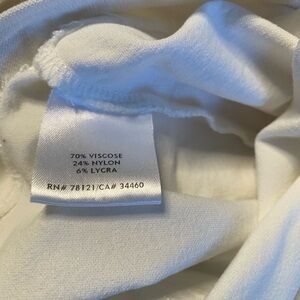 70% VISCOSE
24% NYLON
6% LYCRA
RN# 78121/CA# 34460